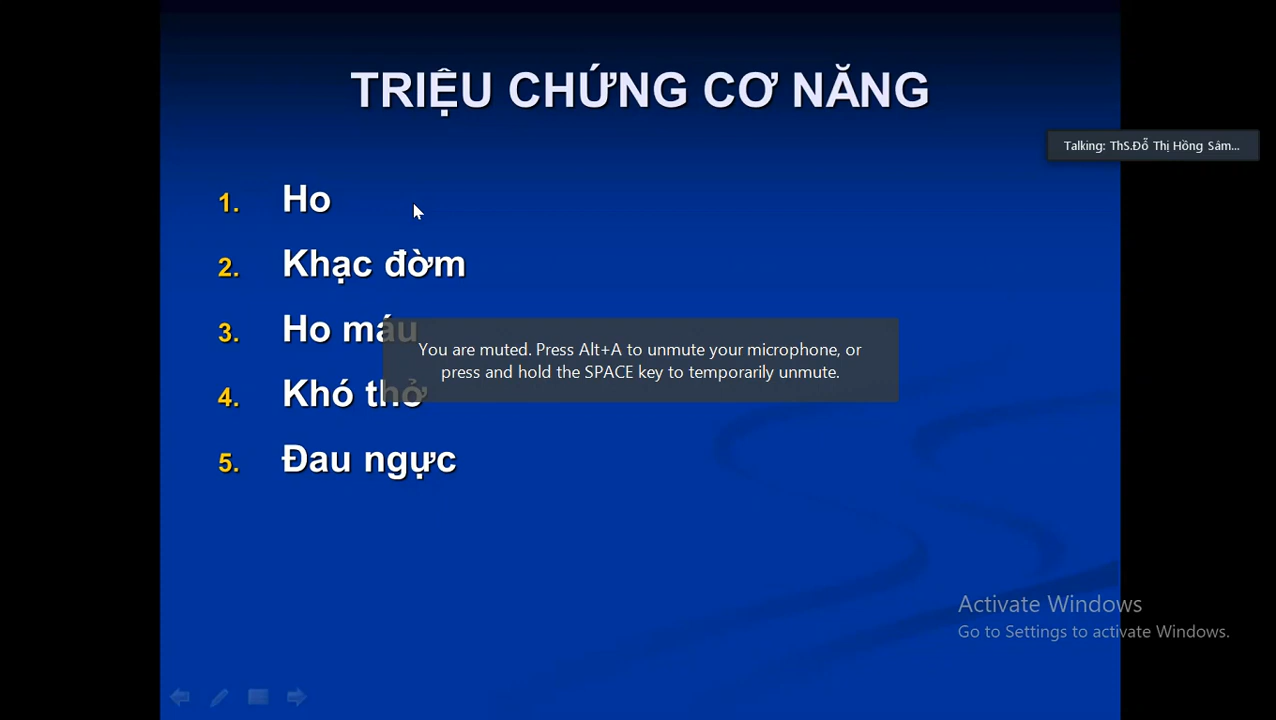 TRIỆU CHỨNG CƠ NĂNG
Talking: ThS.Đỗ Thị Hồng Sâm...
1. Ho
2. Khạc đờm
3. Ho máu
You are muted. Press Alt+A to unmute your microphone, or
press and hold the SPACE key to temporarily unmute.
4. Khó thở
5. Đau ngực
Activate Windows
Go to Settings to activate Windows.